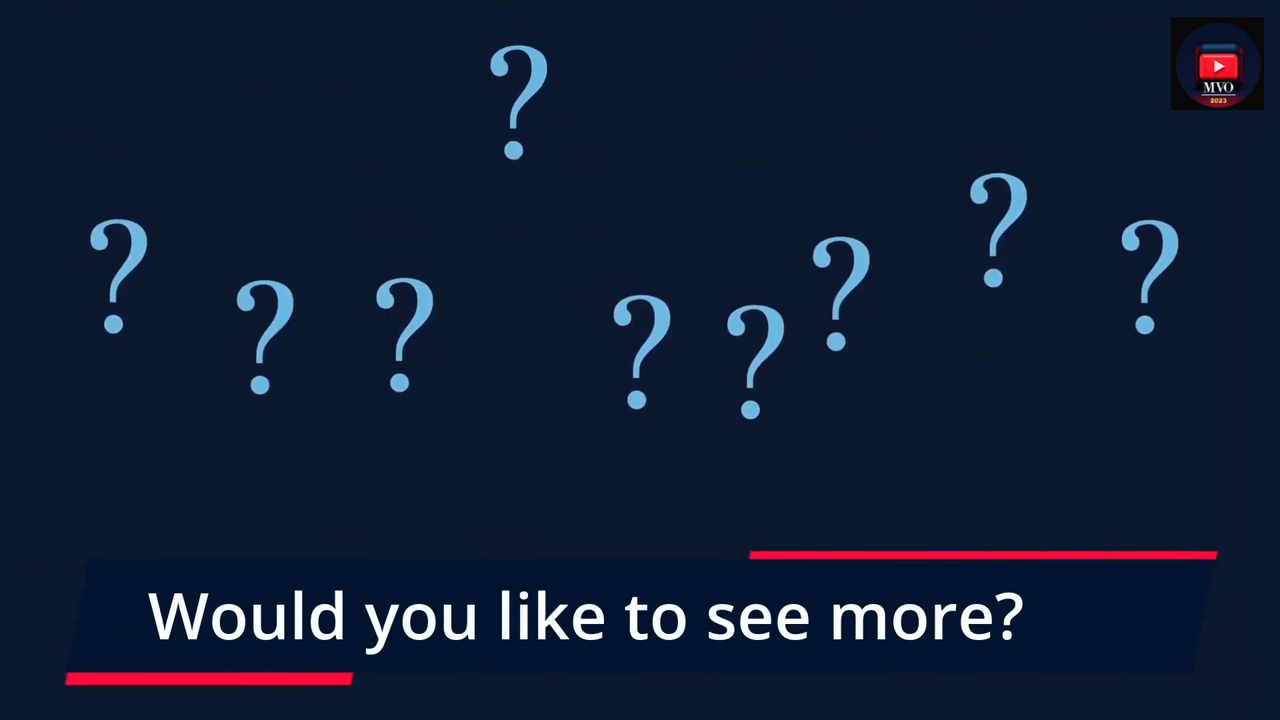 MVO
2023
?
? ?
? ? ? ? ? ? ?
Would you like to see more?